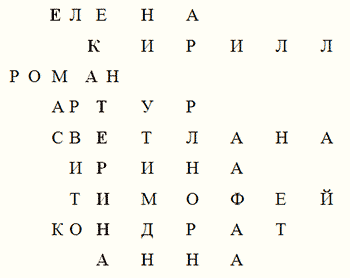 ЕЛЕНА
КИРИЛЛ
РОМАН
АРТУР
СВЕТЛАНА
ИРИНА
ТИМОФЕЙ
КОНДРАТ
АННА